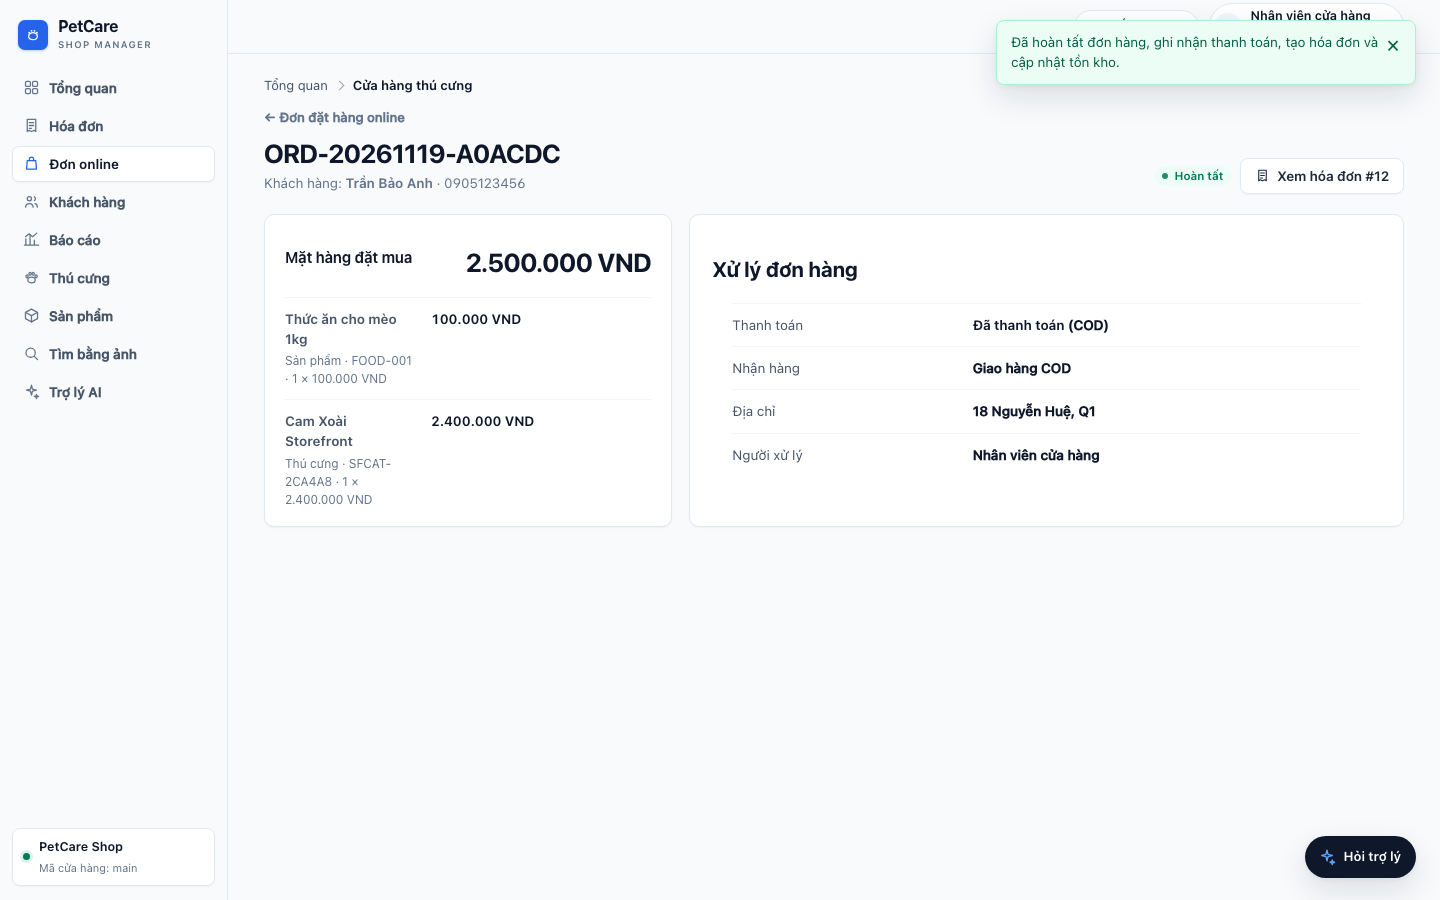 PetCare
SHOP MANAGER
Tổng quan
Hóa đơn
Đơn online
Khách hàng
Báo cáo
Thú cưng
Sản phẩm
Tìm bằng ảnh
Trợ lý AI
PetCare Shop
Mã cửa hàng: main
Nhân viên cửa hàng
Đã hoàn tất đơn hàng, ghi nhận thanh toán, tạo hóa đơn và
cập nhật tồn kho.
Tổng quan > Cửa hàng thú cưng
← Đơn đặt hàng online
ORD-20261119-A0ACDC
Khách hàng: Trần Bảo Anh · 0905123456
Hoàn tất
Xem hóa đơn #12
Mặt hàng đặt mua
2.500.000 VND
Thức ăn cho mèo
1kg
100.000 VND
Sản phẩm · FOOD-001
· 1 × 100.000 VND
Cam Xoài
Storefront
2.400.000 VND
Thú cưng · SFCAT-
2CA4A8 · 1 ×
2.400.000 VND
Xử lý đơn hàng
Thanh toán Đã thanh toán (COD)
Nhận hàng Giao hàng COD
Địa chỉ 18 Nguyễn Huệ, Q1
Người xử lý Nhân viên cửa hàng
Hỏi trợ lý